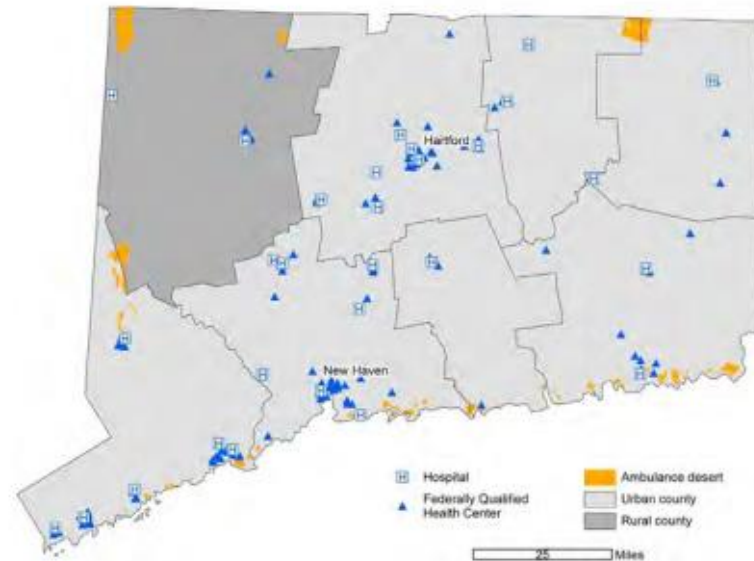 Hartford
New Haven
H Hospital
Federally Qualified
Health Center
Ambulance desert
Urban county
Rural county
25 Miles